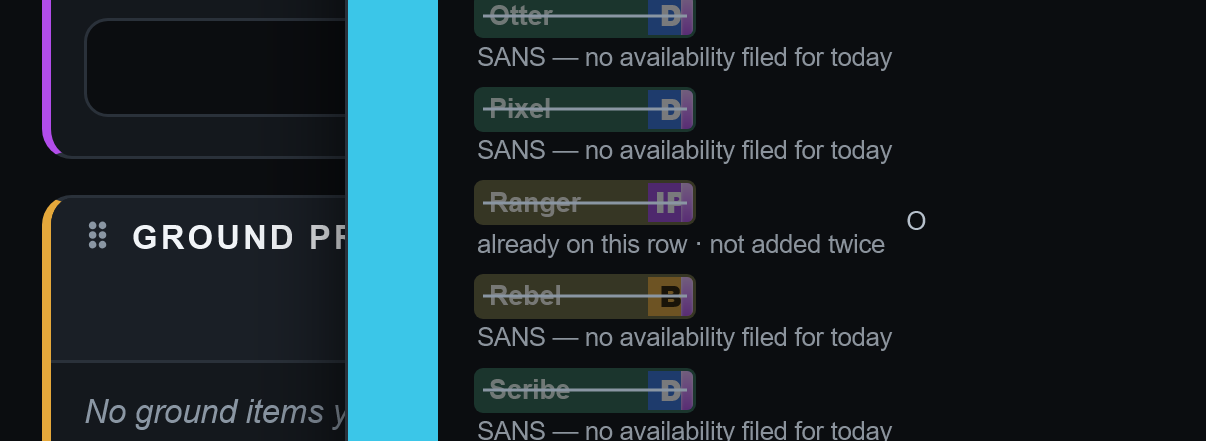 Otter D
SANS — no availability filed for today
Pixel D
SANS — no availability filed for today
Ranger IP
O
already on this row · not added twice
Rebel B
SANS — no availability filed for today
Scribe D
SANS — no availability filed for today
GROUND PR
No ground items y